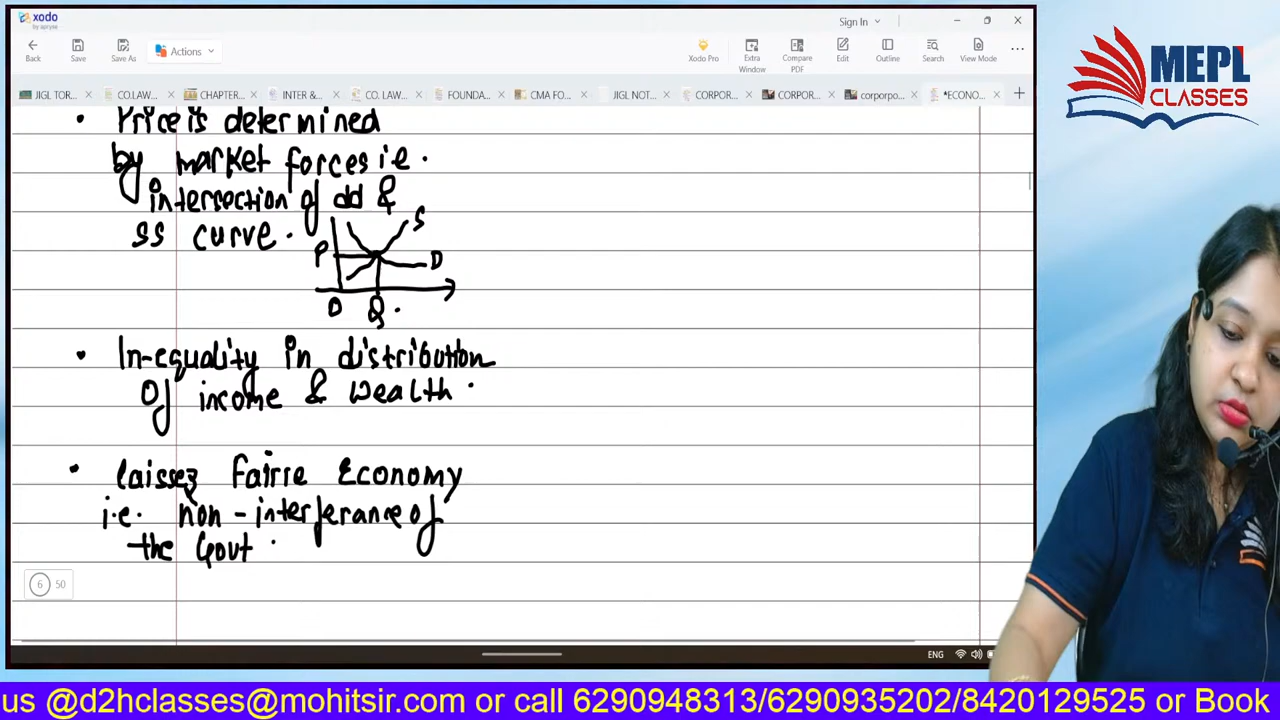 xodo
by apryse
Sign In
Back
Save
Save As
Actions
Xodo Pro
Extra Window
Compare PDF
Edit
Outline
Search
View Mode
JIGL TOR...
CO.LAW...
CHAPTER...
INTER &...
CO.LAW...
FOUNDA...
CMA FO...
JIGL NOT...
CORPOR...
CORPOR...
corporpo...
*ECONO...
• Price is determined
by market forces i.e.
intersection of dd &
SS curve.
S
P
D
O
Q
• In-equality in distribution
of income & wealth.
• Laissez Fairre Economy
i.e. non-interferance of
the Govt.
6 50
ENG
MEPL
CLASSES
us @d2hclasses@mohitsir.com or call 6290948313/6290935202/8420129525 or Book